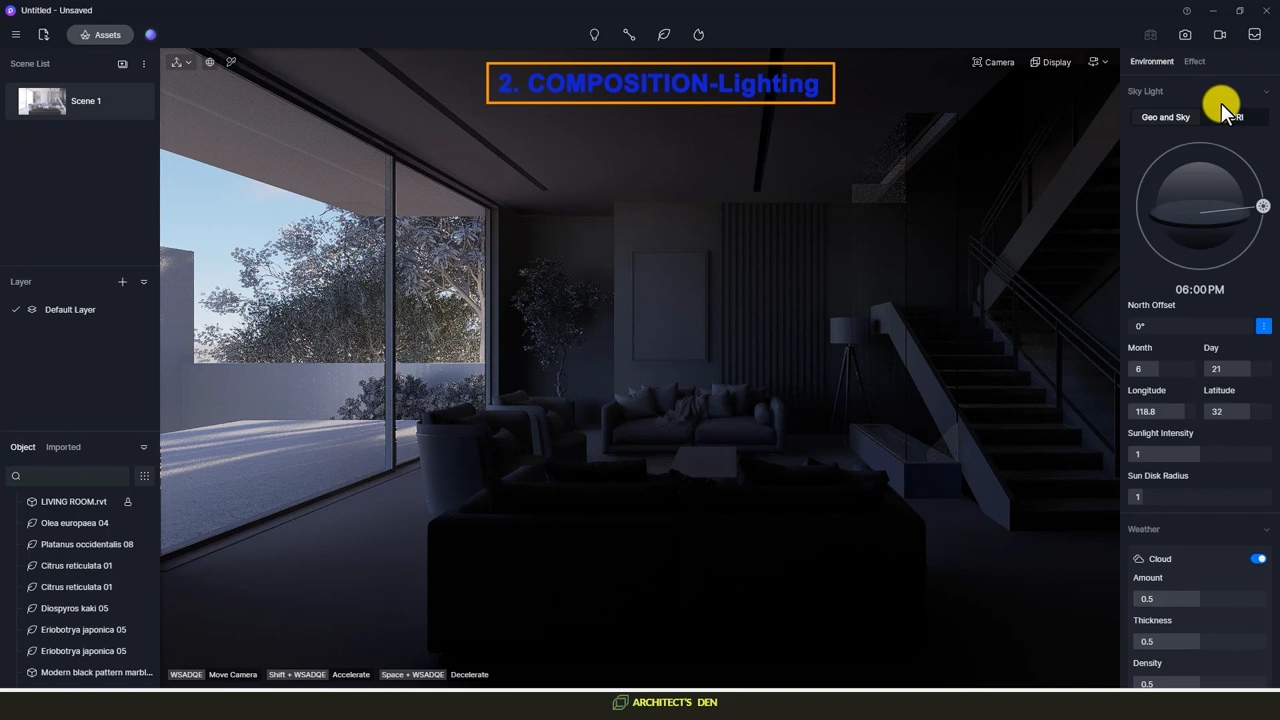 Untitled - Unsaved
Assets
Scene List
Scene 1
Layer
Default Layer
Object Imported
LIVING ROOM.rvt
Olea europaea 04
Platanus occidentalis 08
Citrus reticulata 01
Citrus reticulata 01
Diospyros kaki 05
Eriobotrya japonica 05
Eriobotrya japonica 05
Modern black pattern marbl...
2. COMPOSITION-Lighting
Camera Display
WSADQE Move Camera Shift + WSADQE Accelerate Space + WSADQE Decelerate
Environment Effect
Sky Light
Geo and Sky
06:00PM
North Offset
0°
Month Day
6 21
Longitude Latitude
118.8 32
Sunlight Intensity
1
Sun Disk Radius
1
Weather
Cloud
Amount
0.5
Thickness
0.5
Density
0.5
ARCHITECT'S DEN